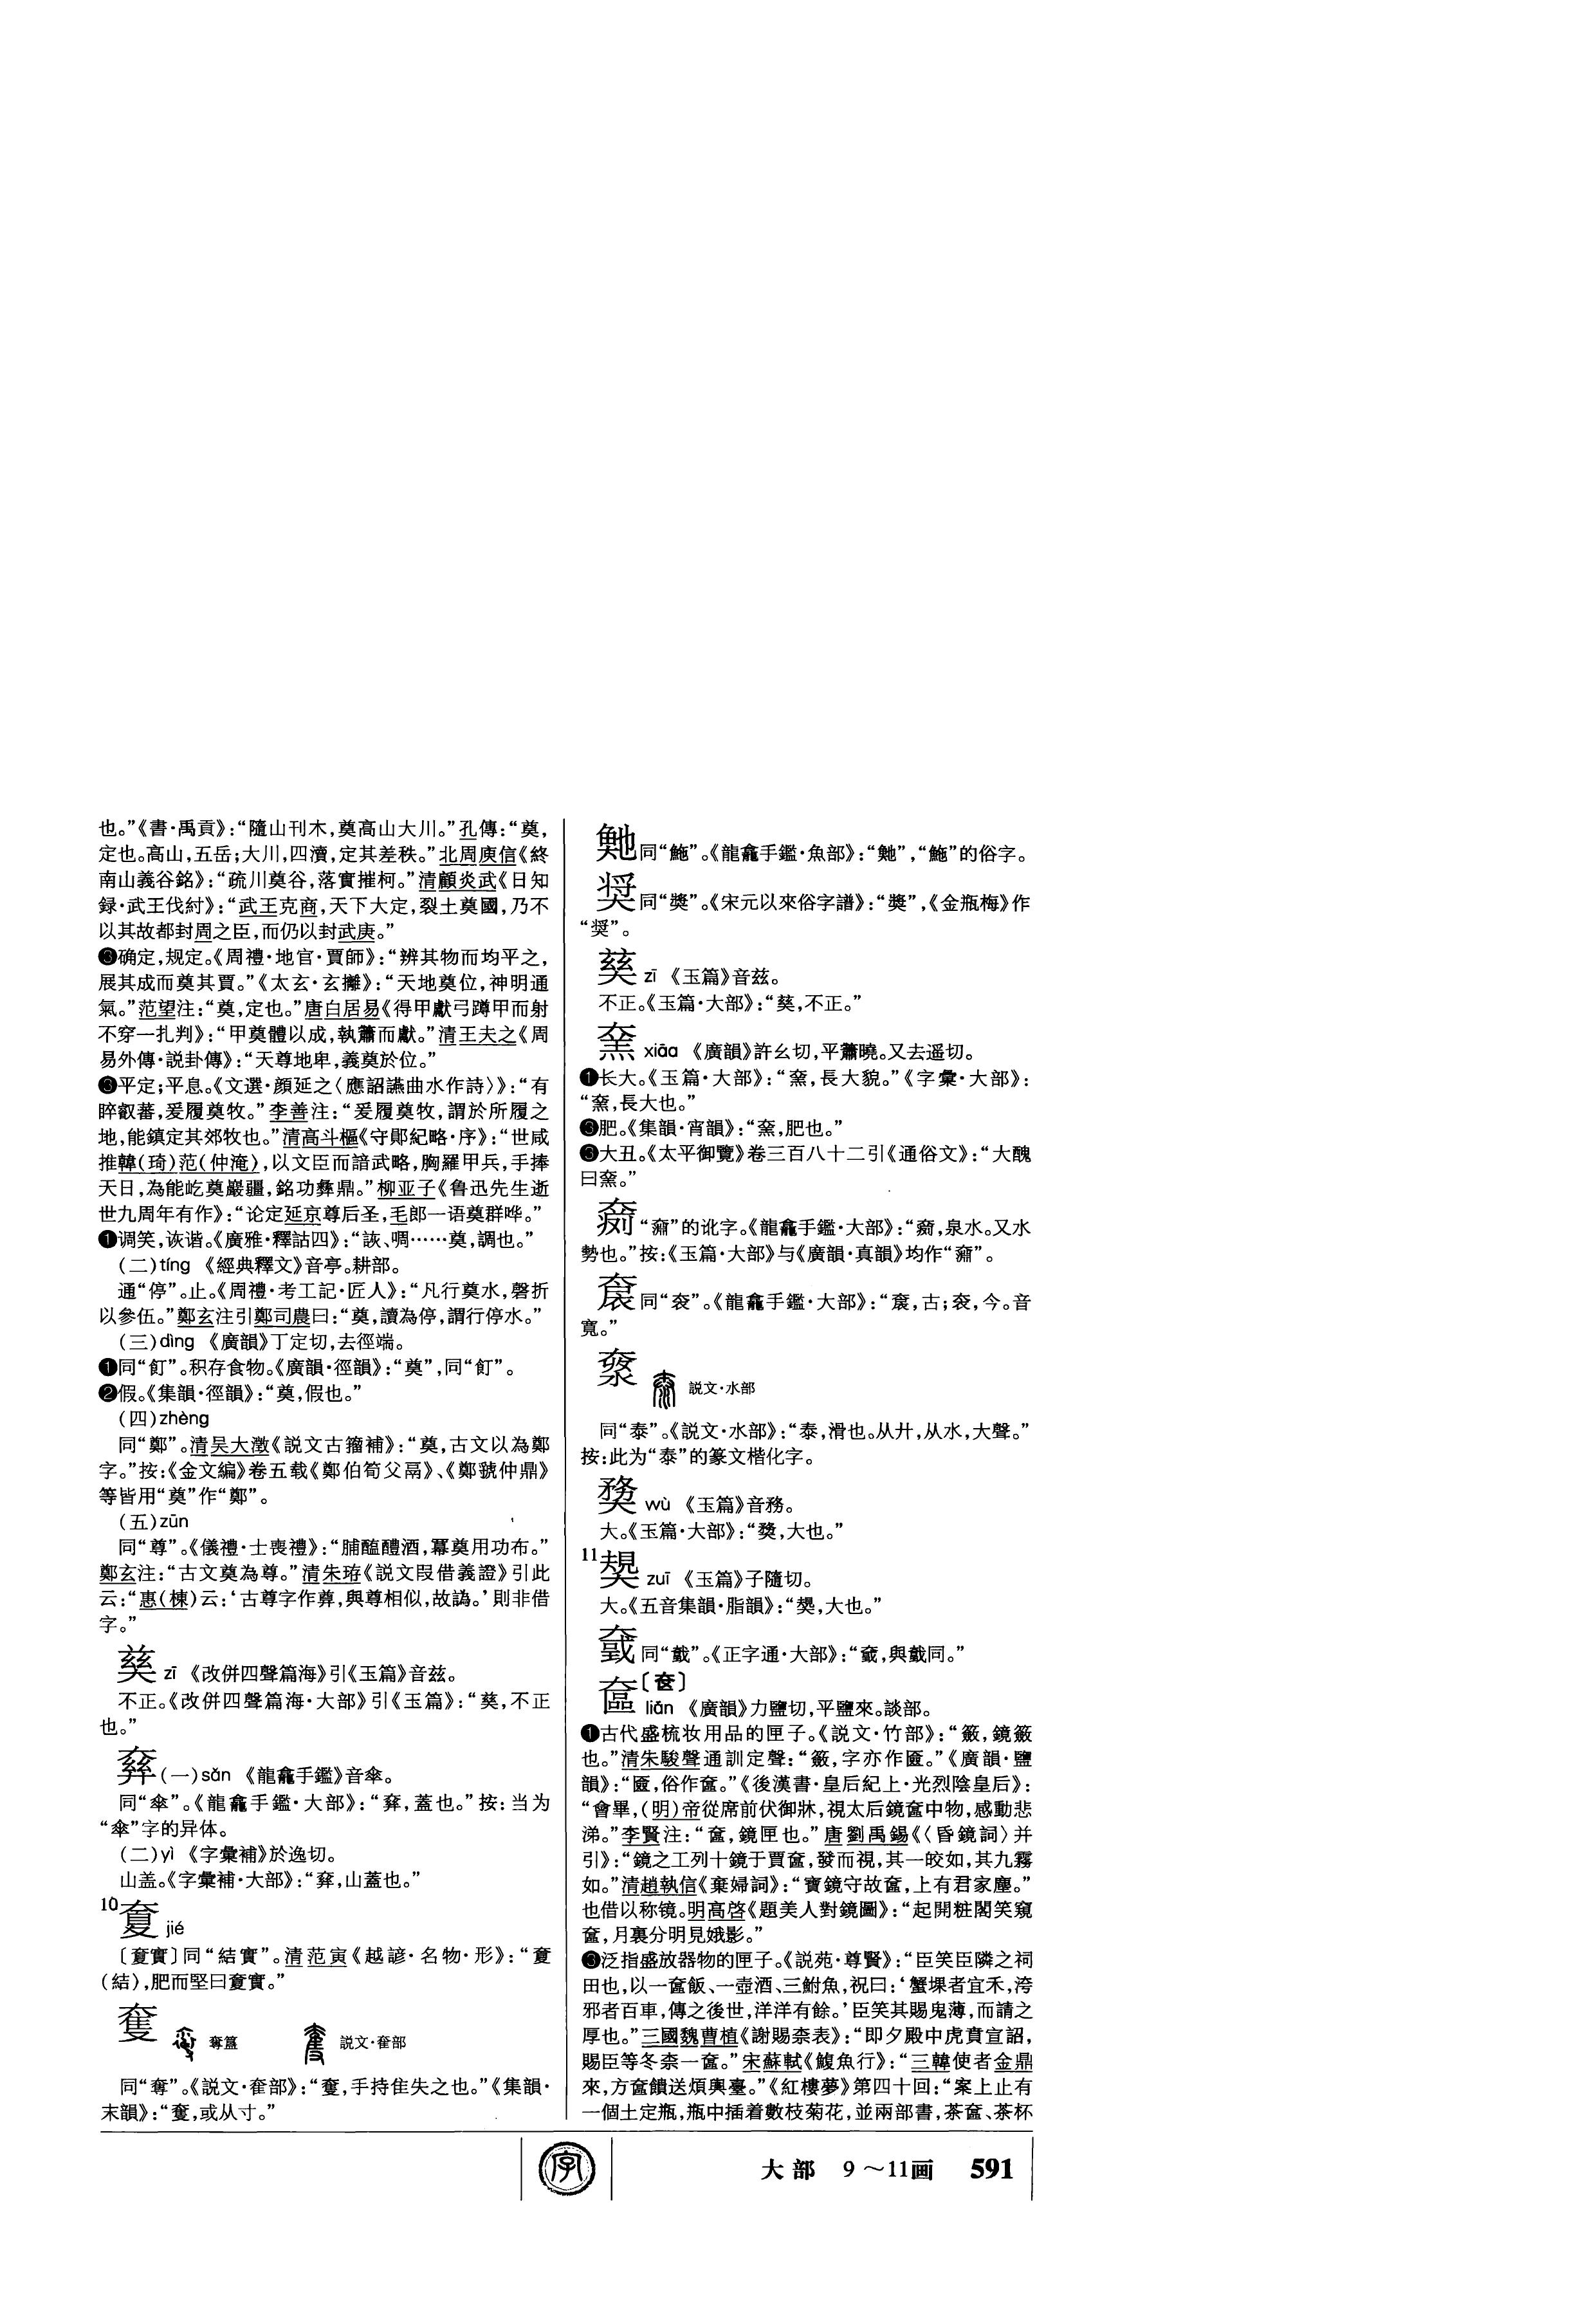 也。”《書·禹貢》：“隨山刊木，奠高山大川。”孔傳：“奠，
定也。高山，五岳；大川，四瀆，定其差秩。”北周庾信《終
南山義谷銘》：“疏川奠谷，落實摧柯。”清顧炎武《日知
録·武王伐紂》：“武王克商，天下大定，裂土奠國，乃不
以其故都封周之臣，而仍以封武庚。”
❸确定，规定。《周禮·地官·賈師》：“辨其物而均平之，
展其成而奠其賈。”《太玄·玄攡》：“天地奠位，神明通
氣。”范望注：“奠，定也。”唐白居易《得甲獻弓蹲甲而射
不穿一扎判》：“甲奠體以成，執簫而獻。”清王夫之《周
易外傳·説卦傳》：“天尊地卑，義奠於位。”
❸平定；平息。《文選·顔延之〈應詔讌曲水作詩〉》：“有
睟叡蕃，爰履奠牧。”李善注：“爰履奠牧，謂於所履之
地，能鎮定其郊牧也。”清高斗樞《守鄖紀略·序》：“世咸
推韓(琦)范(仲淹)，以文臣而諳武略，胸羅甲兵，手捧
天日，為能屹奠巖疆，銘功彝鼎。”柳亚子《鲁迅先生逝
世九周年有作》：“论定延京尊后圣，毛郎一语奠群哗。”
❶调笑，诙谐。《廣雅·釋詁四》：“詼、啁……奠，調也。”
(二)tíng 《經典釋文》音亭。耕部。
通“停”。止。《周禮·考工記·匠人》：“凡行奠水，磬折
以參伍。”鄭玄注引鄭司農曰：“奠，讀為停，謂行停水。”
(三)dìng 《廣韻》丁定切，去徑端。
❶同“飣”。积存食物。《廣韻·徑韻》：“奠”，同“飣”。
❷假。《集韻·徑韻》：“奠，假也。”
(四)zhèng
同“鄭”。清吴大澂《説文古籀補》：“奠，古文以為鄭
字。”按：《金文編》卷五载《鄭伯筍父鬲》、《鄭虢仲鼎》
等皆用“奠”作“鄭”。
(五)zūn
同“尊”。《儀禮·士喪禮》：“脯醢醴酒，冪奠用功布。”
鄭玄注：“古文奠為尊。”清朱珔《説文叚借義證》引此
云：“惠(棟)云：‘古尊字作，與尊相似，故譌。’則非借
字。”
zī 《改併四聲篇海》引《玉篇》音兹。
不正。《改併四聲篇海·大部》引《玉篇》：“，不正
也。”
(一)sǎn 《龍龕手鑑》音傘。
同“傘”。《龍龕手鑑·大部》：“，蓋也。”按：当为
“傘”字的异体。
(二)yì 《字彙補》於逸切。
山盖。《字彙補·大部》：“，山蓋也。”
10 jié
〔實〕同“結實”。清范寅《越諺·名物·形》：“
(結)，肥而堅曰實。”
奪簋 説文·奞部
同“奪”。《説文·奞部》：“，手持隹失之也。”《集韻·
末韻》：“，或从寸。”
同“鮑”。《龍龕手鑑·魚部》：“”，“”的俗字。
同“獎”。《宋元以來俗字譜》：“獎”，《金瓶梅》作
“”。
zī 《玉篇》音兹。
不正。《玉篇·大部》：“，不正。”
xiāo 《廣韻》許幺切，平蕭曉。又去遥切。
❶长大。《玉篇·大部》：“，長大貌。”《字彙·大部》：
“，長大也。”
❸肥。《集韻·宵韻》：“，肥也。”
❸大丑。《太平御覽》卷三百八十二引《通俗文》：“大醜
曰。”
“奫”的讹字。《龍龕手鑑·大部》：“，泉水。又水
勢也。”按：《玉篇·大部》与《廣韻·真韻》均作“奫”。
同“”。《龍龕手鑑·大部》：“，古；，今。音
寬。”
説文·水部
同“泰”。《説文·水部》：“泰，滑也。从廾，从水，大聲。”
按：此为“泰”的篆文楷化字。
wù 《玉篇》音務。
大。《玉篇·大部》：“，大也。”
11 zuī 《玉篇》子隨切。
大。《五音集韻·脂韻》：“，大也。”
同“戴”。《正字通·大部》：“，與戴同。”
奩〔匲〕
lián 《廣韻》力鹽切，平鹽來。談部。
❶古代盛梳妆用品的匣子。《説文·竹部》：“籢，鏡籢
也。”清朱駿聲通訓定聲：“籢，字亦作匳。”《廣韻·鹽
韻》：“匳，俗作奩。”《後漢書·皇后紀上·光烈陰皇后》：
“會畢，(明)帝從席前伏御牀，視太后鏡奩中物，感動悲
涕。”李賢注：“奩，鏡匣也。”唐劉禹錫《〈昏鏡詞〉并
引》：“鏡之工列十鏡于賈奩，發而視，其一皎如，其九霧
如。”清趙執信《棄婦詞》：“寶鏡守故奩，上有君家塵。”
也借以称镜。明高啓《題美人對鏡圖》：“起開粧閣笑窺
奩，月裏分明見娥影。”
❸泛指盛放器物的匣子。《説苑·尊賢》：“臣笑臣隣之祠
田也，以一奩飯、一壺酒、三鮒魚，祝曰：‘蟹堁者宜禾，洿
邪者百車，傳之後世，洋洋有餘。’臣笑其賜鬼薄，而請之
厚也。”三國魏曹植《謝賜柰表》：“即夕殿中虎賁宣詔，
賜臣等冬柰一奩。”宋蘇軾《鰒魚行》：“三韓使者金鼎
來，方奩饋送煩輿臺。”《紅樓夢》第四十回：“案上止有
一個土定瓶，瓶中插着數枝菊花，並兩部書，茶奩、茶杯
字
大部 9～11画 591